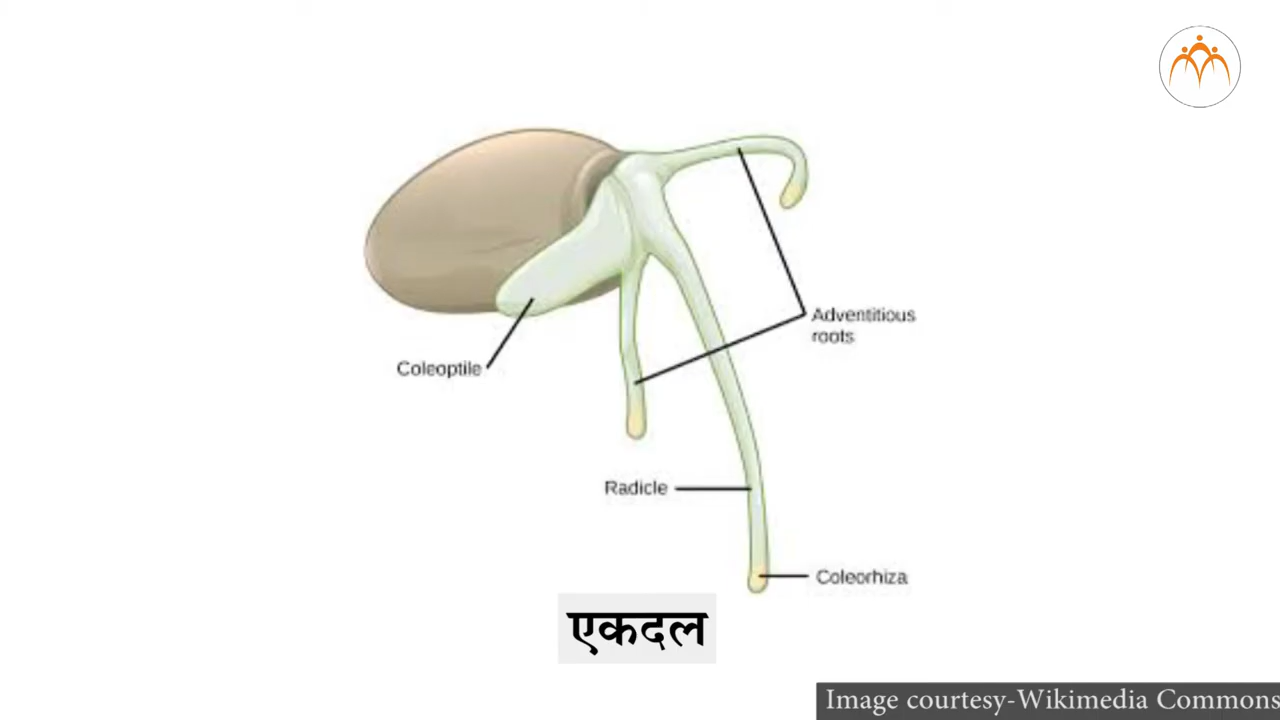 Adventitious
roots
Coleoptile
Radicle
Coleorhiza
एकदल
Image courtesy-Wikimedia Commons